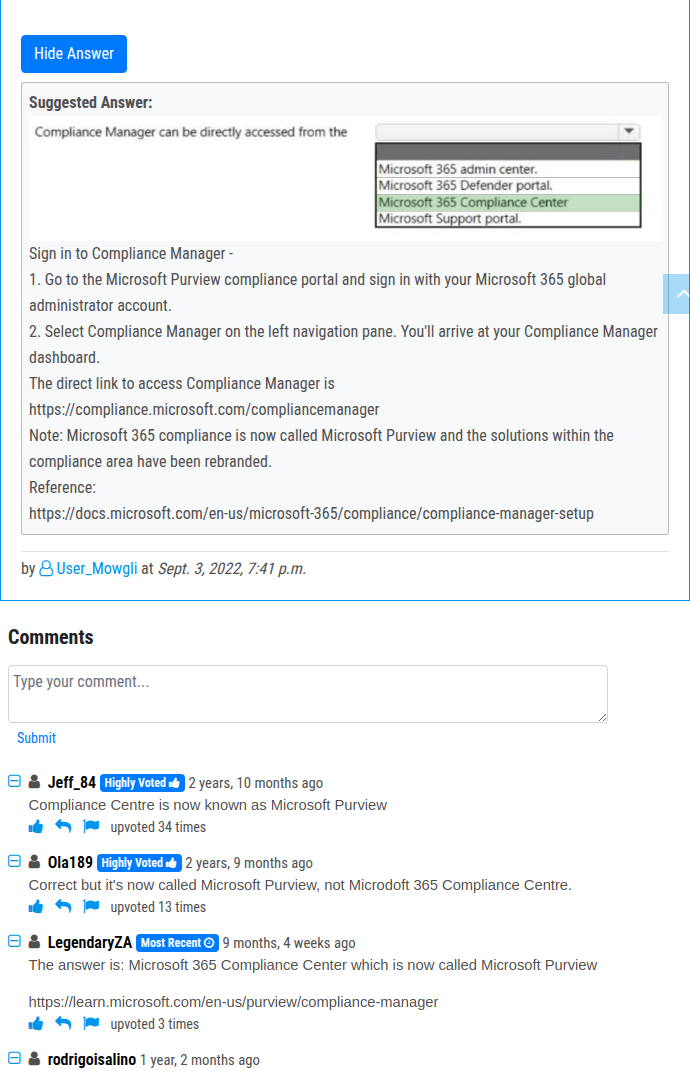 Hide Answer
Suggested Answer:
Compliance Manager can be directly accessed from the
Microsoft 365 admin center.
Microsoft 365 Defender portal.
Microsoft 365 Compliance Center
Microsoft Support portal.
Sign in to Compliance Manager -
1. Go to the Microsoft Purview compliance portal and sign in with your Microsoft 365 global
administrator account.
2. Select Compliance Manager on the left navigation pane. You'll arrive at your Compliance Manager
dashboard.
The direct link to access Compliance Manager is
https://compliance.microsoft.com/compliancemanager
Note: Microsoft 365 compliance is now called Microsoft Purview and the solutions within the
compliance area have been rebranded.
Reference:
https://docs.microsoft.com/en-us/microsoft-365/compliance/compliance-manager-setup
by User_Mowgli at Sept. 3, 2022, 7:41 p.m.
Comments
Type your comment...
Submit
Jeff_84 Highly Voted 2 years, 10 months ago
Compliance Centre is now known as Microsoft Purview
upvoted 34 times
Ola189 Highly Voted 2 years, 9 months ago
Correct but it's now called Microsoft Purview, not Microdoft 365 Compliance Centre.
upvoted 13 times
LegendaryZA Most Recent 9 months, 4 weeks ago
The answer is: Microsoft 365 Compliance Center which is now called Microsoft Purview
https://learn.microsoft.com/en-us/purview/compliance-manager
upvoted 3 times
rodrigoisalino 1 year, 2 months ago